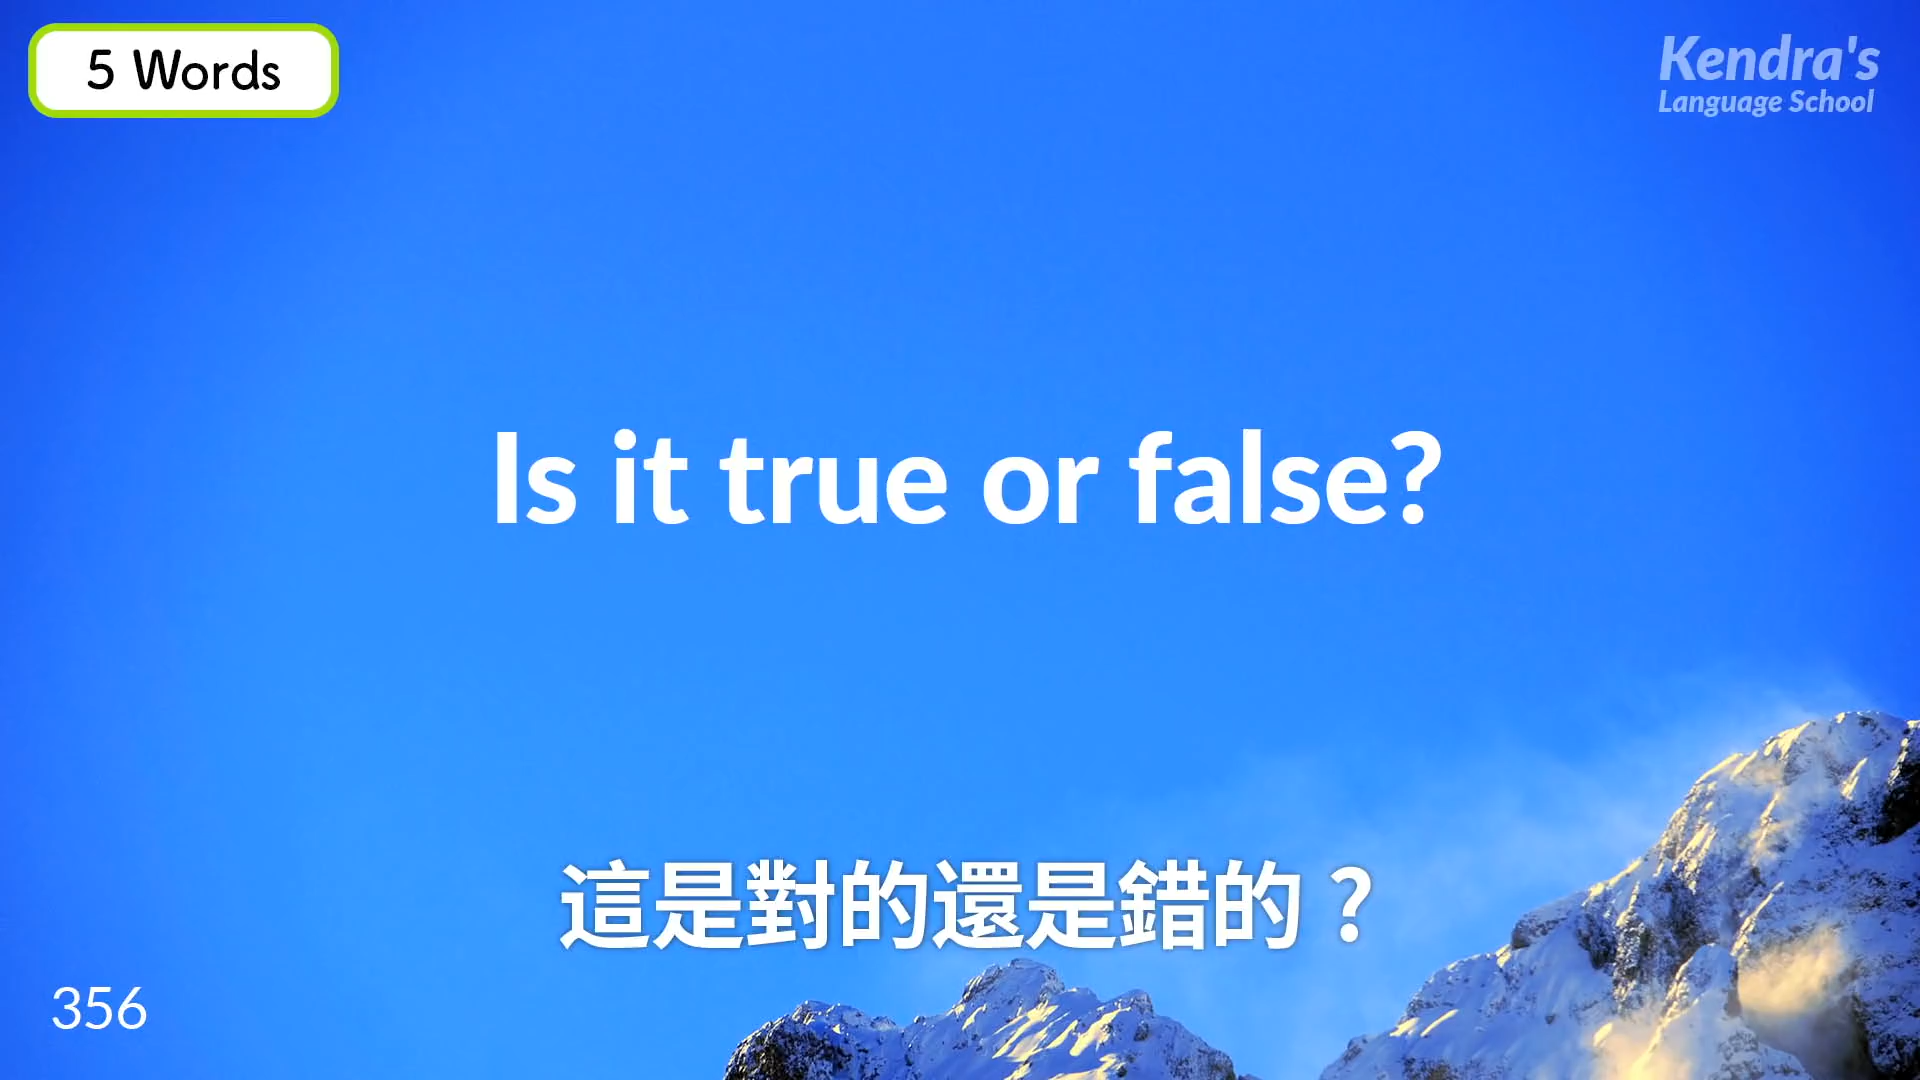 5 Words
Kendra's
Language School
Is it true or false?
這是對的還是錯的？
356